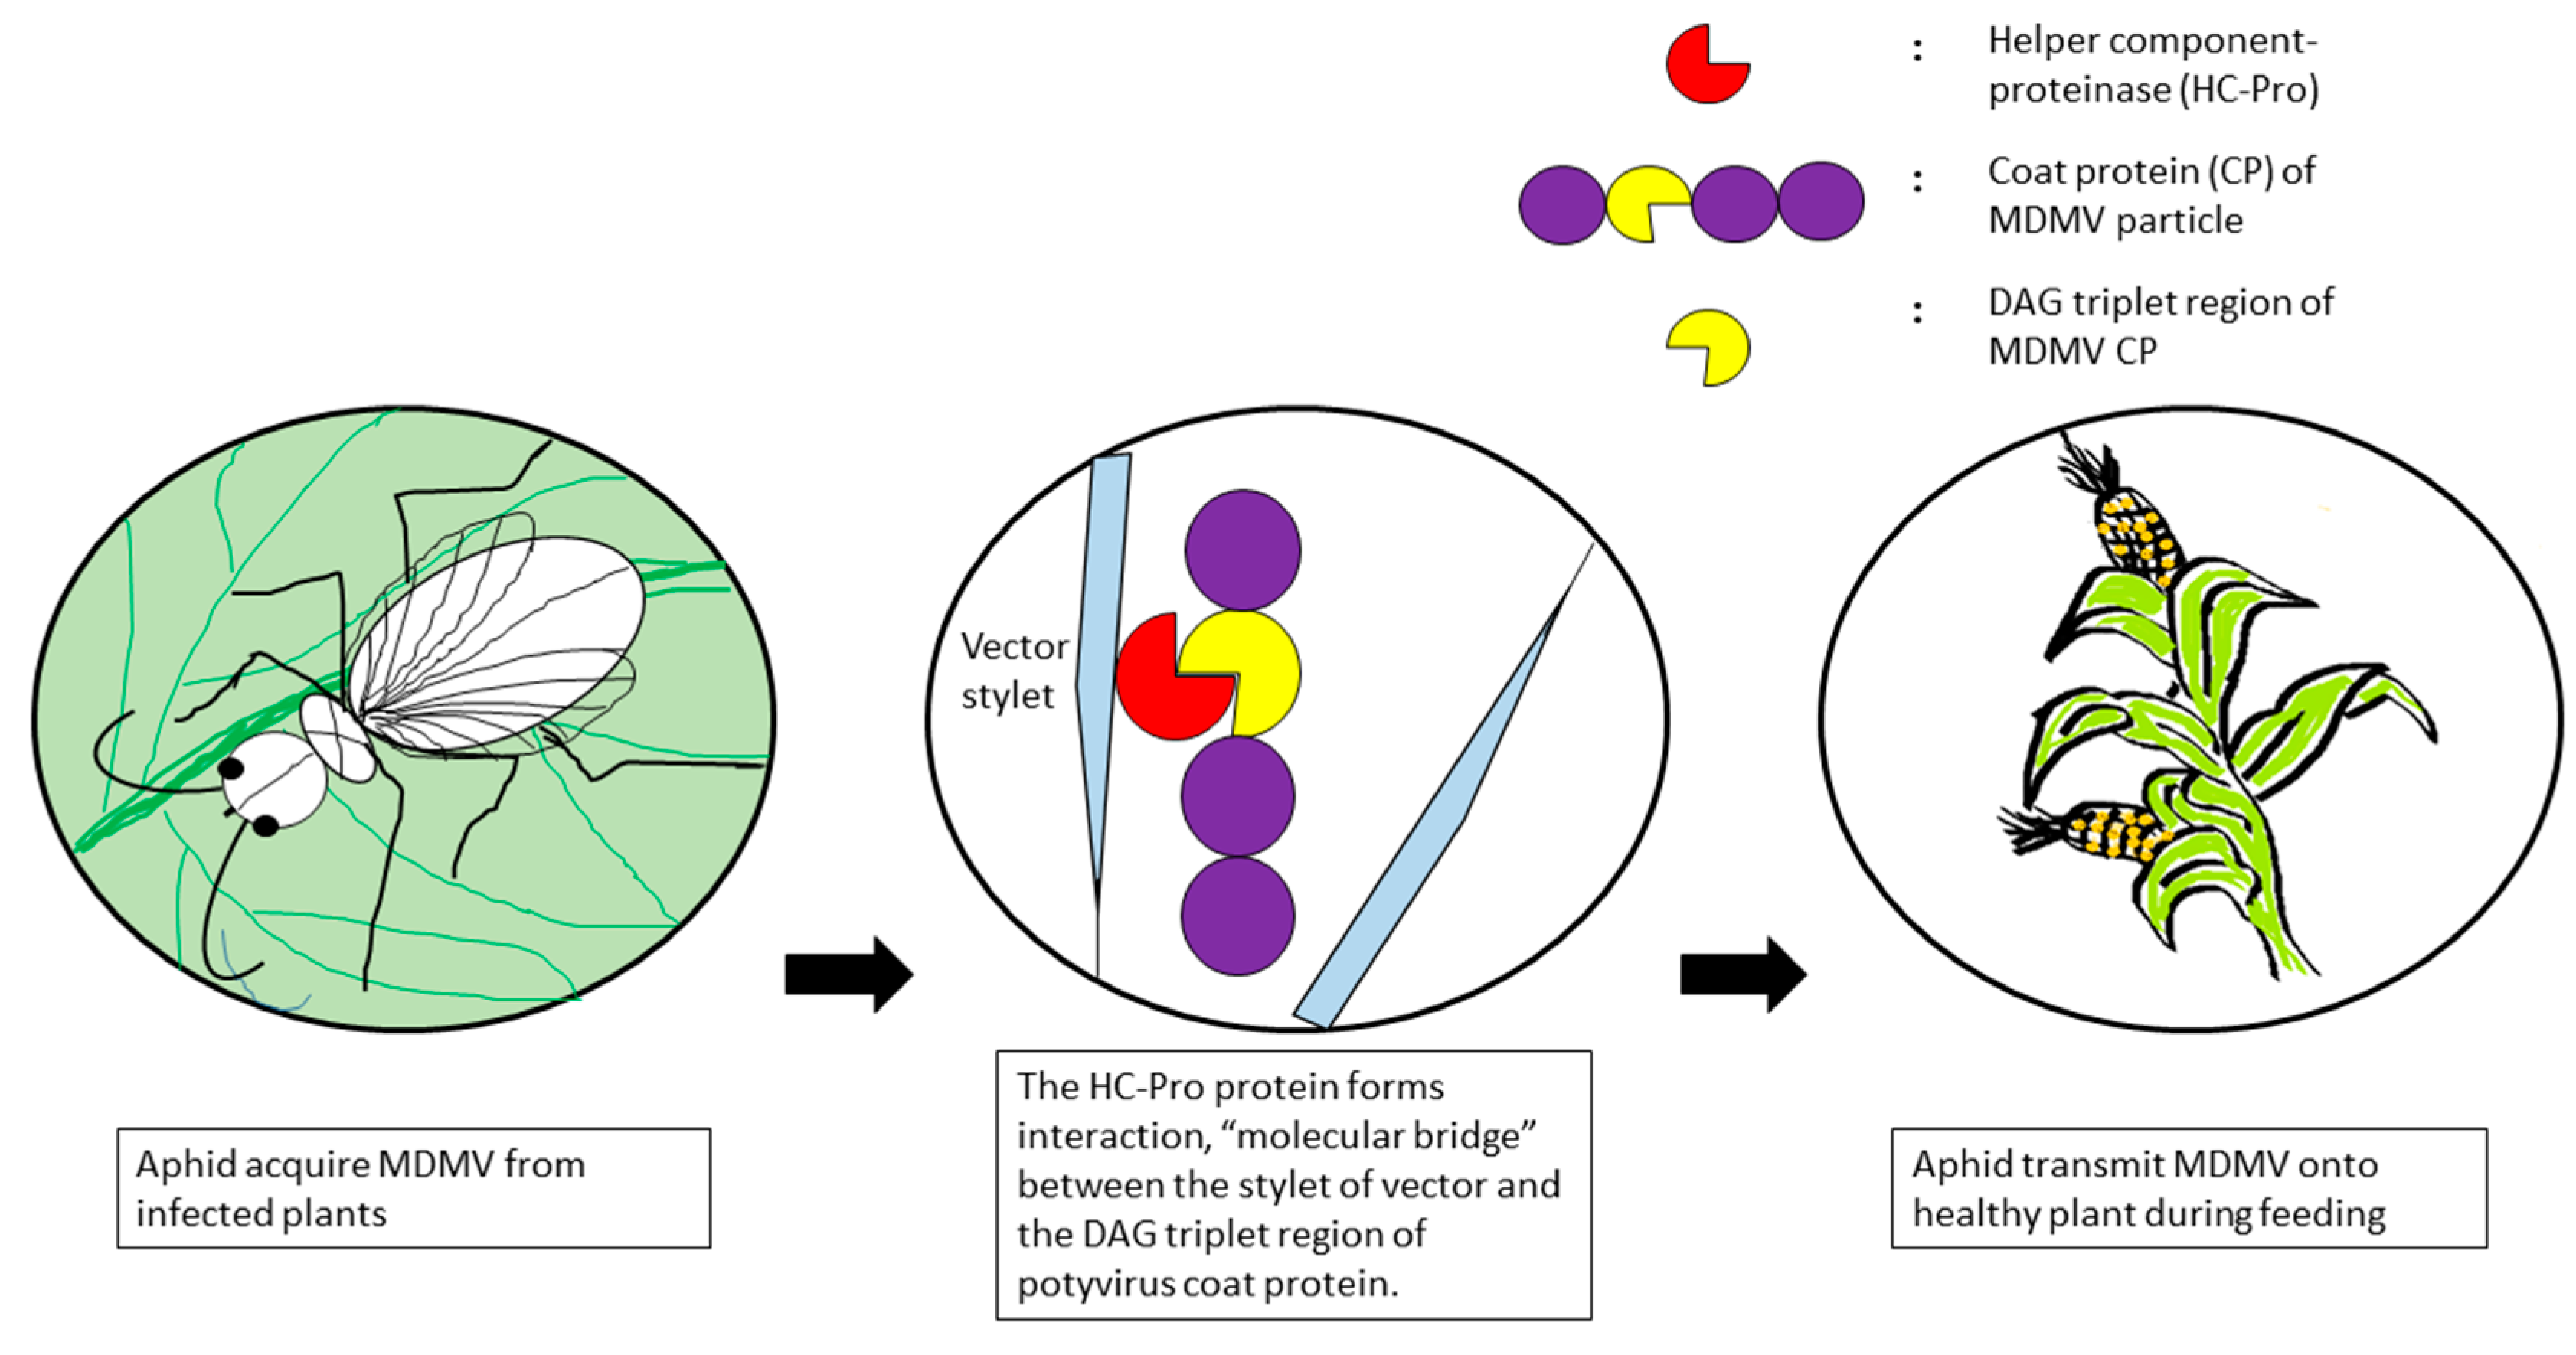 :
Helper component-
proteinase (HC-Pro)
:
Coat protein (CP) of
MDMV particle
:
DAG triplet region of
MDMV CP
Vector
stylet
Aphid acquire MDMV from
infected plants
The HC-Pro protein forms
interaction, “molecular bridge”
between the stylet of vector and
the DAG triplet region of
potyvirus coat protein.
Aphid transmit MDMV onto
healthy plant during feeding